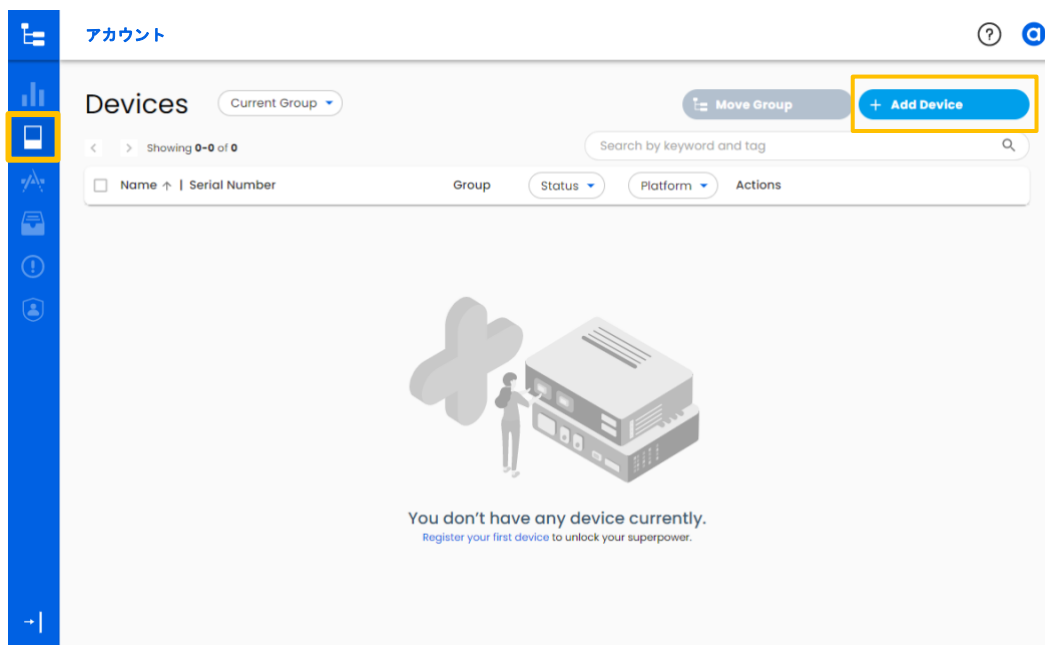 アカウント
?
a
Devices Current Group Move Group + Add Device
< > Showing 0-0 of 0 Search by keyword and tag
Name ↑ | Serial Number Group Status Platform Actions
You don't have any device currently.
Register your first device to unlock your superpower.